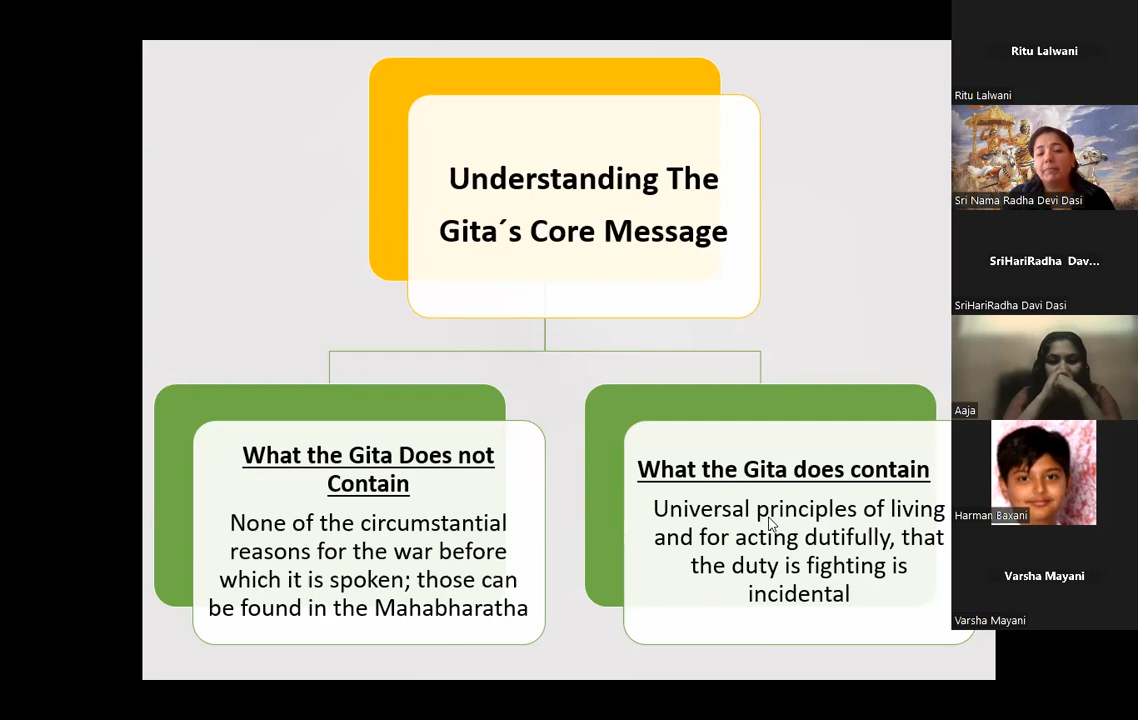 Understanding The
Gita´s Core Message
What the Gita Does not
Contain
None of the circumstantial
reasons for the war before
which it is spoken; those can
be found in the Mahabharatha
What the Gita does contain
Universal principles of living
and for acting dutifully, that
the duty is fighting is
incidental
Ritu Lalwani
Ritu Lalwani
Sri Nama Radha Devi Dasi
SriHariRadha Dav...
SriHariRadha Davi Dasi
Aaja
Harman Baxani
Varsha Mayani
Varsha Mayani